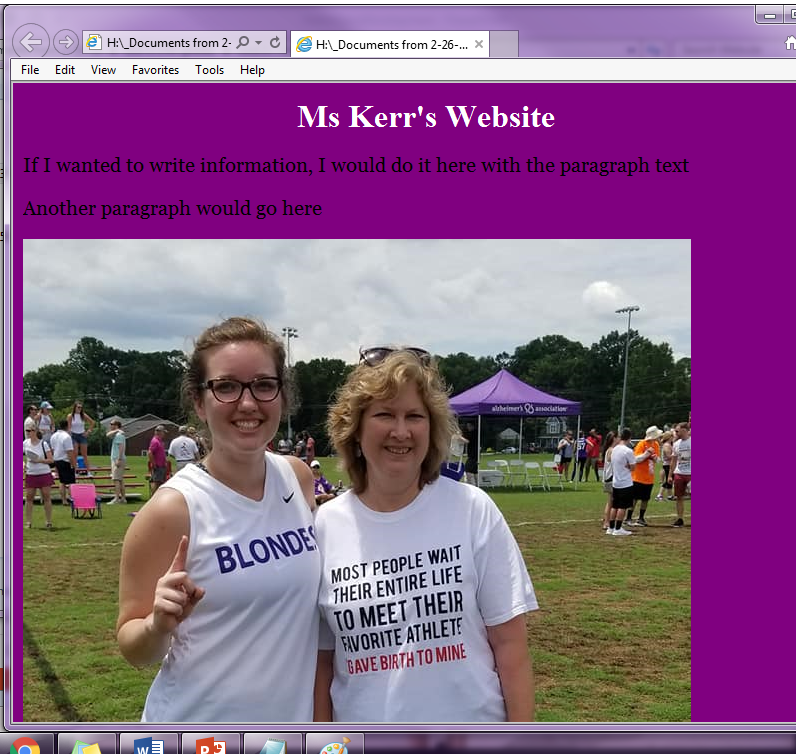 H:\_Documents from 2-
H:\_Documents from 2-26-...
File Edit View Favorites Tools Help
Ms Kerr's Website
If I wanted to write information, I would do it here with the paragraph text
Another paragraph would go here
alzheimer's association
BLONDES
MOST PEOPLE WAIT
THEIR ENTIRE LIFE
TO MEET THEIR
FAVORITE ATHLETE
I GAVE BIRTH TO MINE